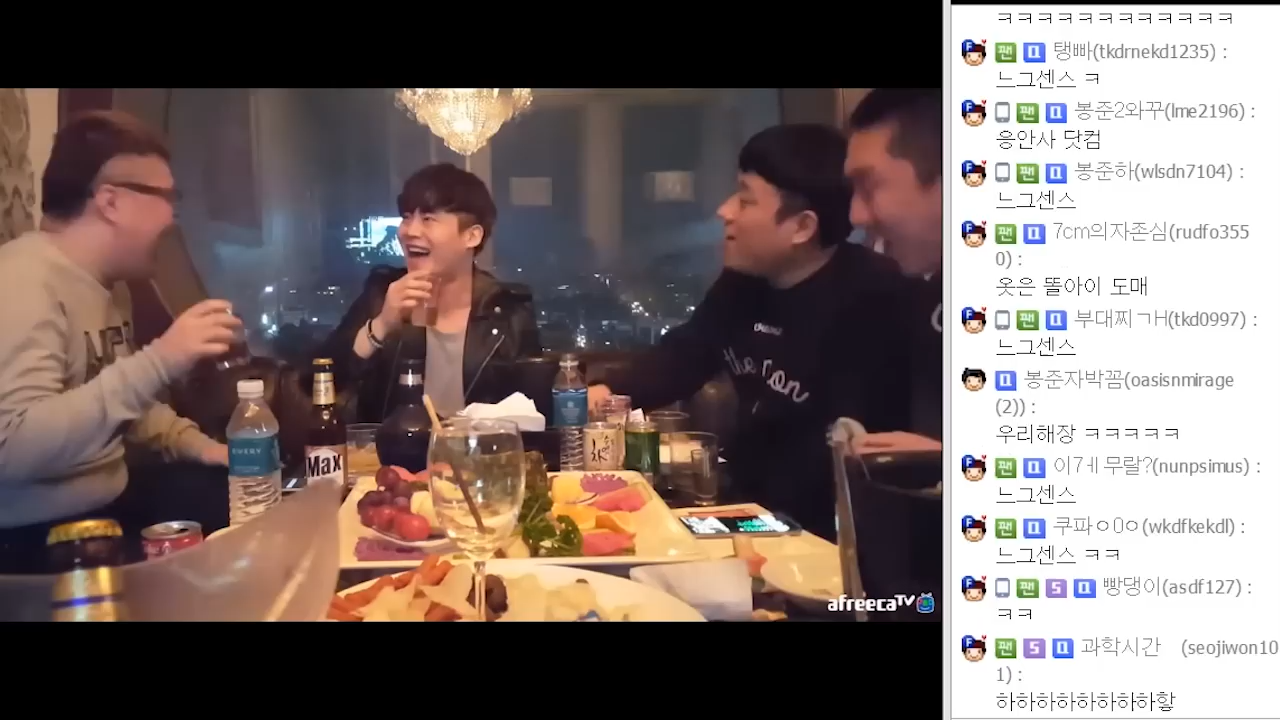 ㅋㅋㅋㅋㅋㅋㅋㅋㅋㅋㅋㅋ
팬 탱빠(tkdrnekd1235) :
느그센스 ㅋ
팬 봉준2와꾸(lme2196) :
응안사 닷컴
팬 봉준하(wlsdn7104) :
느그센스
팬 7cm의자존심(rudfo355
0) :
옷은 똘아이 도매
팬 부대찌ㄱH(tkd0997) :
느그센스
봉준자박꼼(oasisnmirage
(2)) :
우리해장 ㅋㅋㅋㅋㅋ
팬 이7ㅔ무랄?(nunpsimus) :
느그센스
팬 쿠파ㅇ0ㅇ(wkdfkekdl) :
느그센스 ㅋㅋ
팬 S 빵댕이(asdf127) :
ㅋㅋ
팬 S 과학시간 (seojiwon10
1) :
하하하하하하하하핳
the con
EVERY
Max
afreecaTV